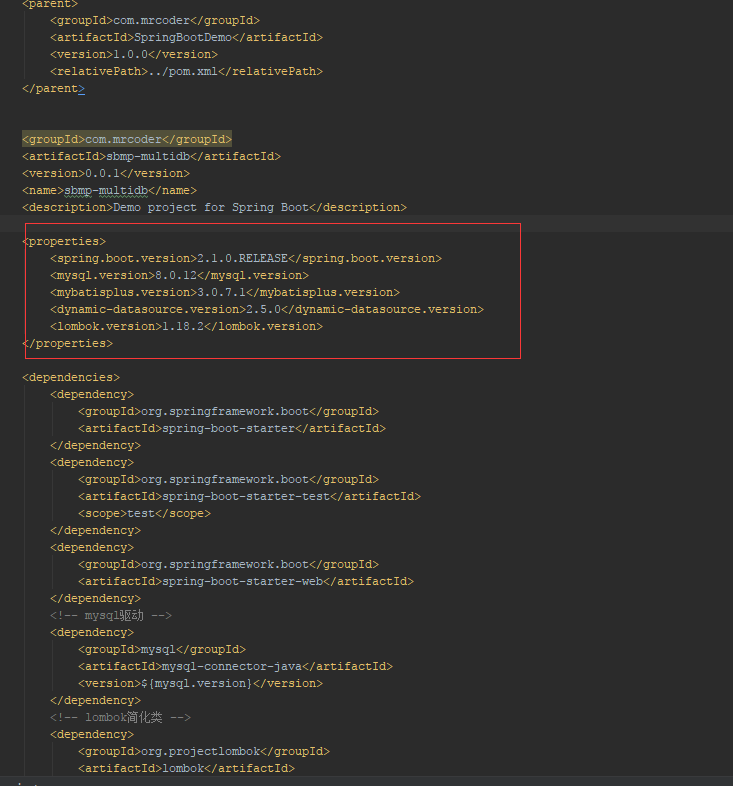 <parent>
<groupId>com.mrcoder</groupId>
<artifactId>SpringBootDemo</artifactId>
<version>1.0.0</version>
<relativePath>../pom.xml</relativePath>
</parent>
<groupId>com.mrcoder</groupId>
<artifactId>sbmp-multidb</artifactId>
<version>0.0.1</version>
<name>sbmp-multidb</name>
<description>Demo project for Spring Boot</description>
<properties>
<spring.boot.version>2.1.0.RELEASE</spring.boot.version>
<mysql.version>8.0.12</mysql.version>
<mybatisplus.version>3.0.7.1</mybatisplus.version>
<dynamic-datasource.version>2.5.0</dynamic-datasource.version>
<lombok.version>1.18.2</lombok.version>
</properties>
<dependencies>
<dependency>
<groupId>org.springframework.boot</groupId>
<artifactId>spring-boot-starter</artifactId>
</dependency>
<dependency>
<groupId>org.springframework.boot</groupId>
<artifactId>spring-boot-starter-test</artifactId>
<scope>test</scope>
</dependency>
<dependency>
<groupId>org.springframework.boot</groupId>
<artifactId>spring-boot-starter-web</artifactId>
</dependency>
<!-- mysql驱动 -->
<dependency>
<groupId>mysql</groupId>
<artifactId>mysql-connector-java</artifactId>
<version>${mysql.version}</version>
</dependency>
<!-- lombok简化类 -->
<dependency>
<groupId>org.projectlombok</groupId>
<artifactId>lombok</artifactId>